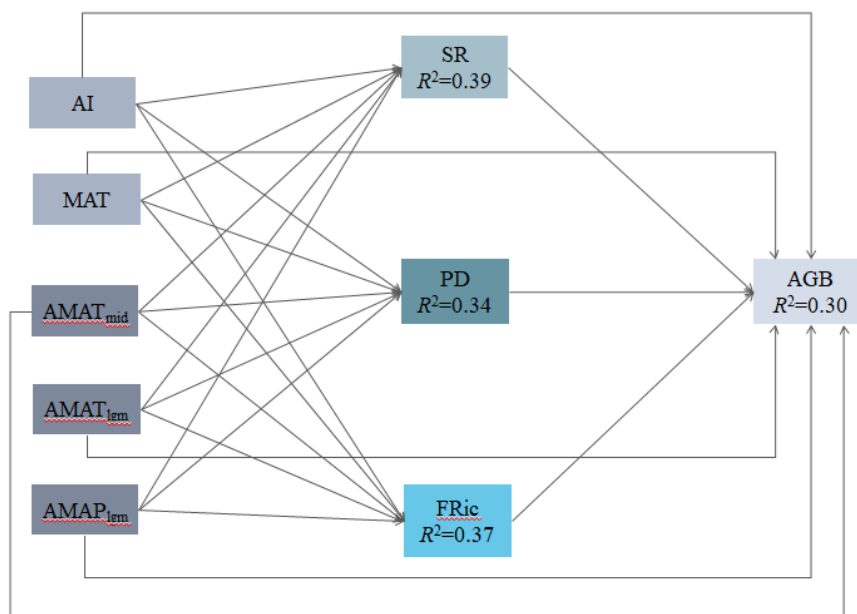 SR
R²=0.39
AI
MAT
PD
R²=0.34
AGB
R²=0.30
AMATmid
AMATlgm
AMAPlgm
FRic
R²=0.37